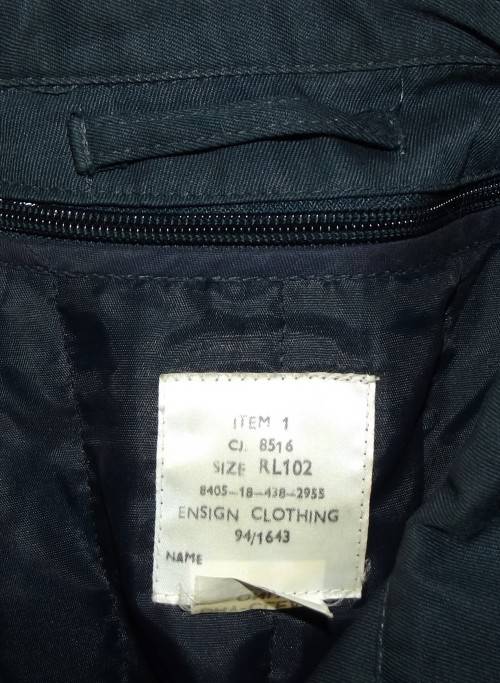 ITEM 1
CJ. 8516
SIZE RL102
8405-18-438-2955
ENSIGN CLOTHING
94/1643
NAME